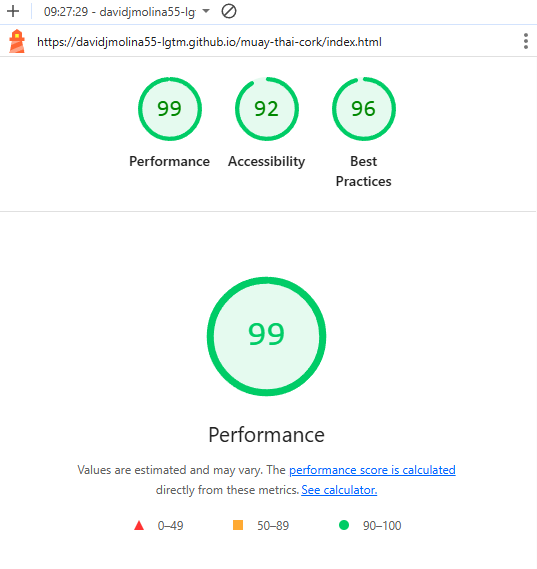 09:27:29 - davidjmolina55-lg
https://davidjmolina55-lgtm.github.io/muay-thai-cork/index.html
99
92
96
Performance
Accessibility
Best
Practices
99
Performance
Values are estimated and may vary. The performance score is calculated
directly from these metrics. See calculator.
0–49
50–89
90–100